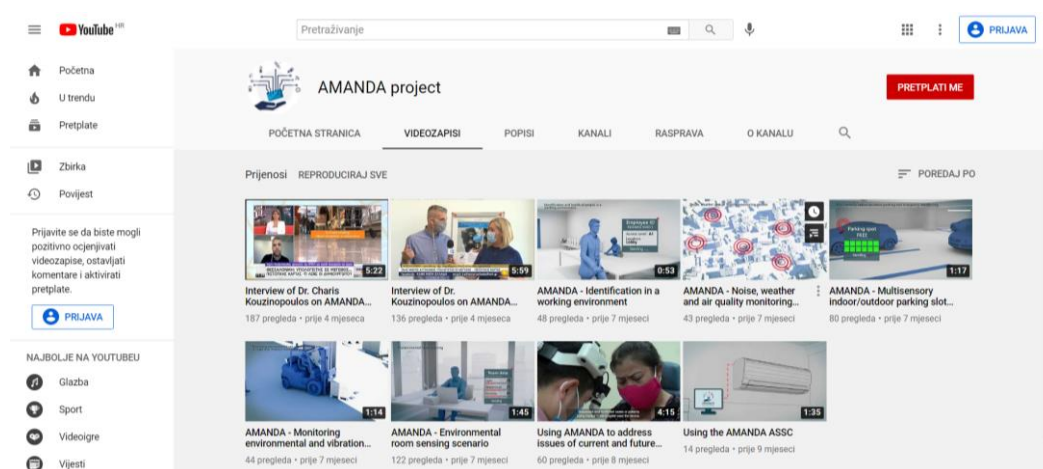 YouTube HR
Pretraživanje
PRIJAVA
Početna
U trendu
Pretplate
Zbirka
Povijest
Prijavite se da biste mogli
pozitivno ocjenjivati
videozapise, ostavljati
komentare i aktivirati
pretplate.
PRIJAVA
NAJBOLJE NA YOUTUBEU
Glazba
Sport
Videoigre
Vijesti
AMANDA project
PRETPLATI ME
POČETNA STRANICA VIDEOZAPISI POPISI KANALI RASPRAVA O KANALU
Prijenosi REPRODUCIRAJ SVE
POREDAJ PO
5:22
Interview of Dr. Charis
Kouzinopoulos on AMANDA...
187 pregleda • prije 4 mjeseca
5:59
Interview of Dr.
Kouzinopoulos on AMANDA...
136 pregleda • prije 4 mjeseca
Employee ID
0:53
AMANDA - Identification in a
working environment
48 pregleda • prije 7 mjeseci
AMANDA - Noise, weather
and air quality monitoring...
43 pregleda • prije 7 mjeseci
Parking spot
FREE
1:17
AMANDA - Multisensory
indoor/outdoor parking slot...
80 pregleda • prije 7 mjeseci
1:14
AMANDA - Monitoring
environmental and vibration...
44 pregleda • prije 7 mjeseci
1:45
AMANDA - Environmental
room sensing scenario
122 pregleda • prije 7 mjeseci
4:15
Using AMANDA to address
issues of current and future...
60 pregleda • prije 8 mjeseci
1:35
Using the AMANDA ASSC
14 pregleda • prije 9 mjeseci